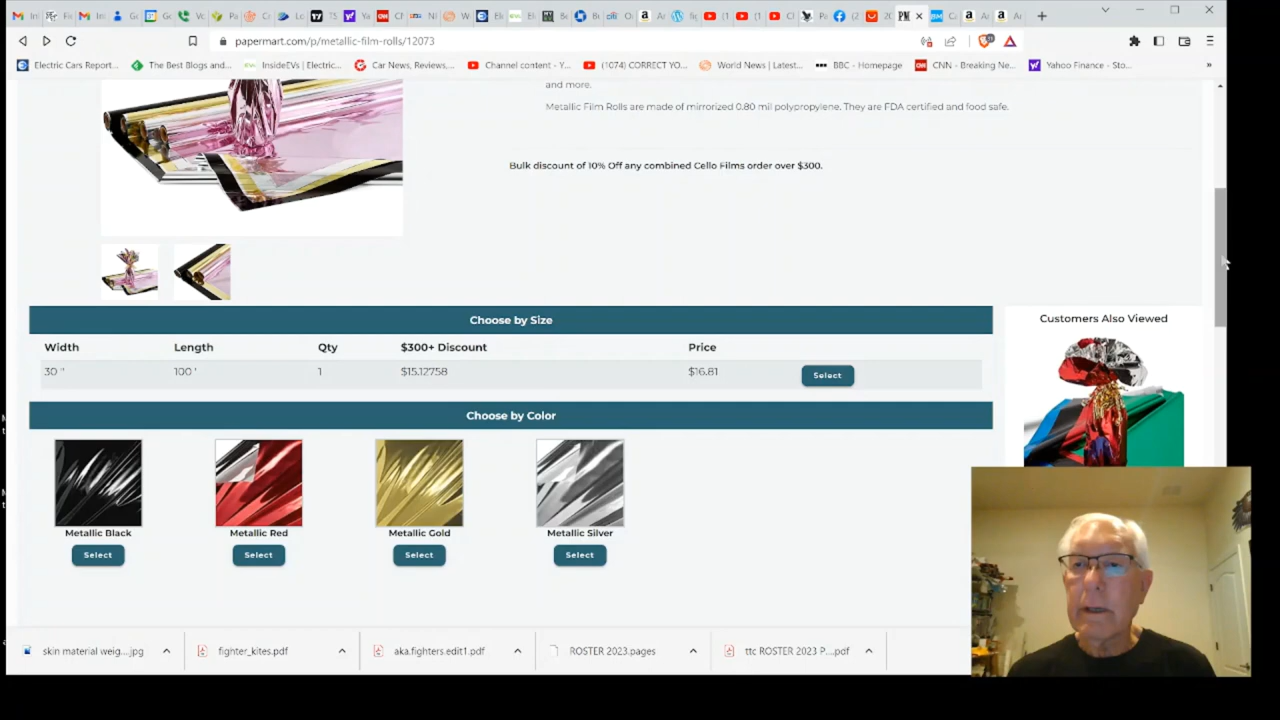 papermart.com/p/metallic-film-rolls/12073
Electric Cars Report...
The Best Blogs and...
InsideEVs | Electric...
Car News, Reviews,...
Channel content - Y...
(1074) CORRECT YO...
World News | Latest...
BBC - Homepage
CNN - Breaking Ne...
Yahoo Finance - Sto...
»
and more.
Metallic Film Rolls are made of mirrorized 0.80 mil polypropylene. They are FDA certified and food safe.
Bulk discount of 10% Off any combined Cello Films order over $300.
Choose by Size
Customers Also Viewed
Width Length Qty $300+ Discount Price
30 " 100 ' 1 $15.12758 $16.81 Select
Choose by Color
Metallic Black Metallic Red Metallic Gold Metallic Silver
Select Select Select Select
skin material weig....jpg
fighter_kites.pdf
aka.fighters.edit1.pdf
ROSTER 2023.pages
ttc ROSTER 2023 P....pdf